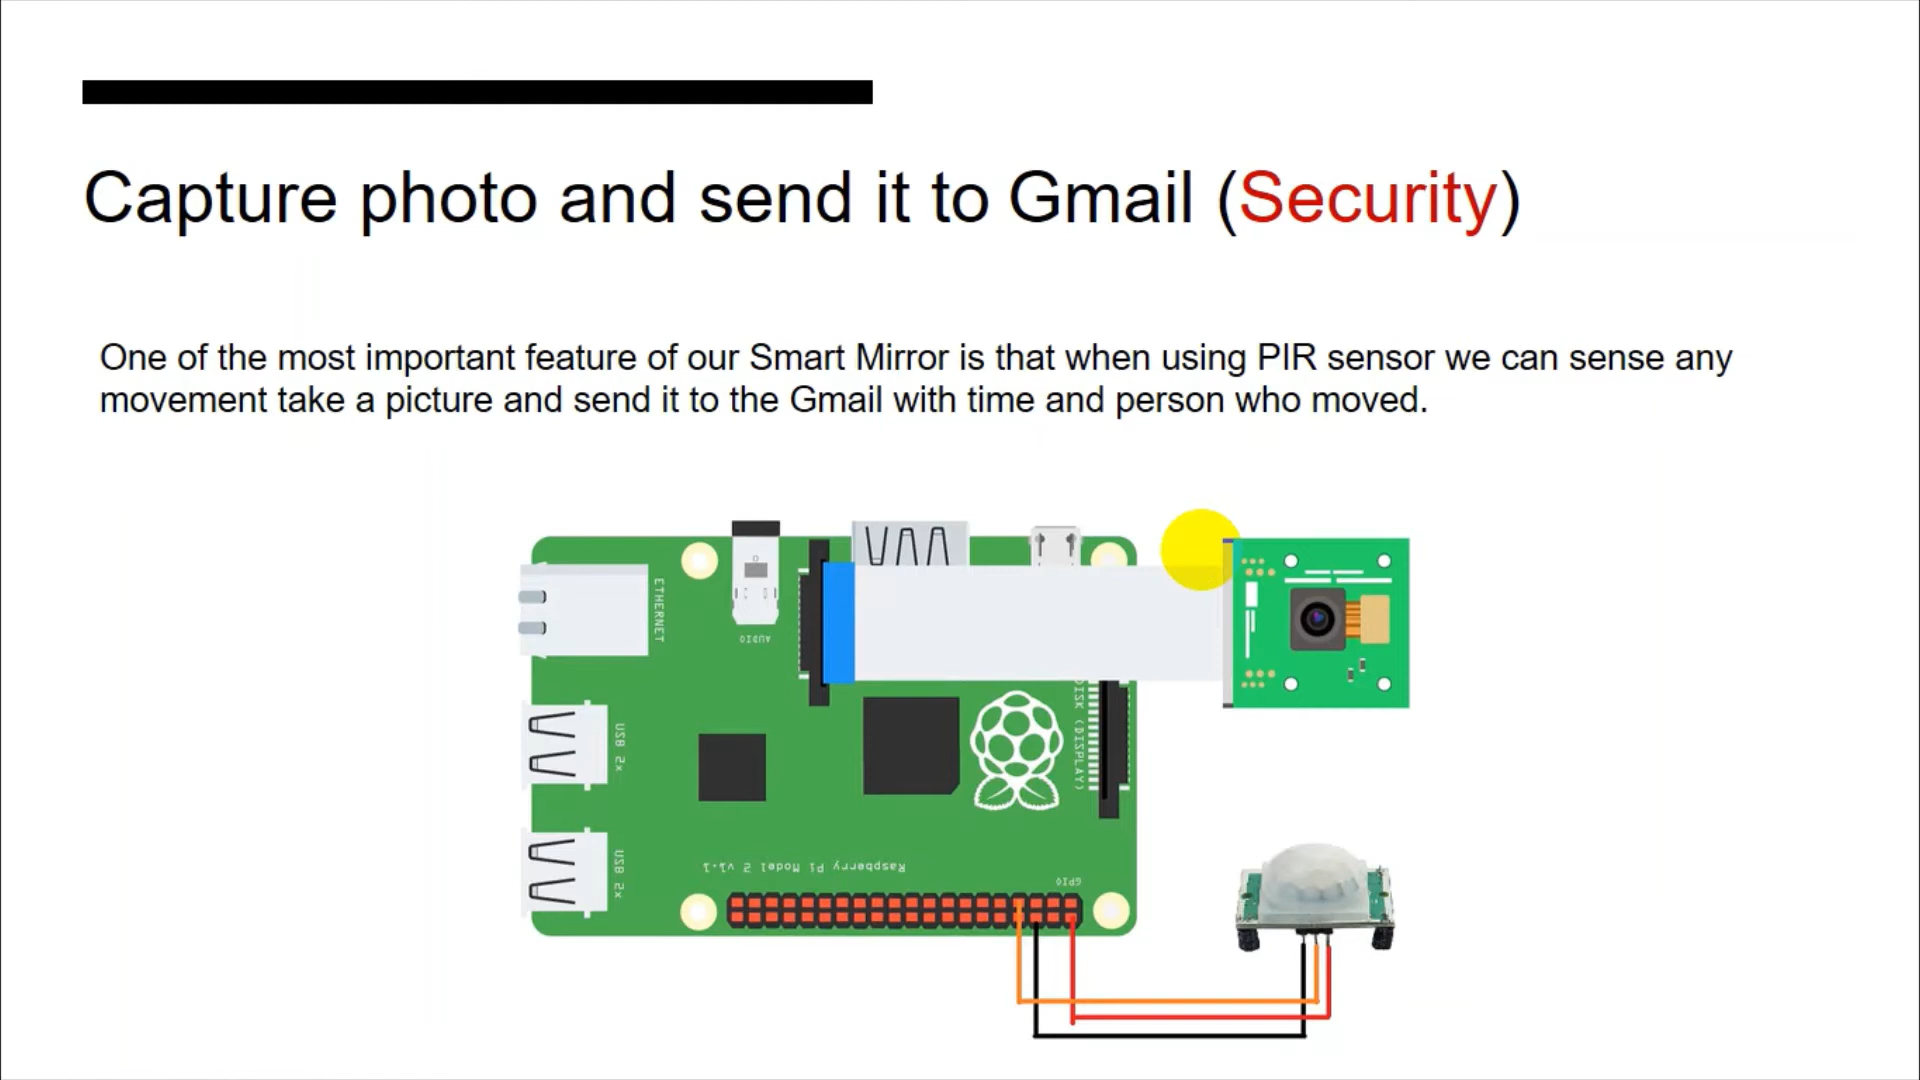 Capture photo and send it to Gmail (Security)
One of the most important feature of our Smart Mirror is that when using PIR sensor we can sense any
movement take a picture and send it to the Gmail with time and person who moved.
ETHERNET
AUDIO
DISK (DISPLAY)
USB 2x
USB 2x
Raspberry Pi Model 2 v1.1
GPIO